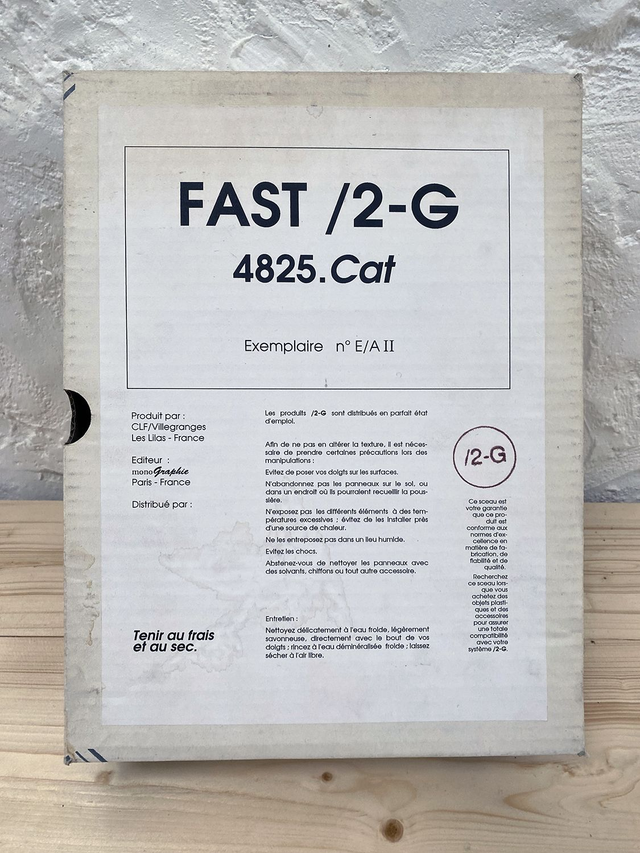 FAST /2-G
4825.Cat
Exemplaire n° E/A II
Produit par :
CLF/Villegranges
Les Lilas - France
Editeur :
monoGraphie
Paris - France
Distribué par :
Tenir au frais
et au sec.
Les produits /2-G sont distribués en parfait état
d'emploi.
Afin de ne pas en altérer la texture, il est néces-
saire de prendre certaines précautions lors des
manipulations :
Evitez de poser vos doigts sur les surfaces.
N'abandonnez pas les panneaux sur le sol, ou
dans un endroit où ils pourraient recueillir la pous-
sière.
N'exposez pas les différents éléments à des tem-
pératures excessives ; évitez de les installer près
d'une source de chaleur.
Ne les entreposez pas dans un lieu humide.
Evitez les chocs.
Abstenez-vous de nettoyer les panneaux avec
des solvants, chiffons ou tout autre accessoire.
Entretien :
Nettoyez délicatement à l'eau froide, légèrement
savonneuse, directement avec le bout de vos
doigts ; rincez à l'eau déminéralisée froide ; laissez
sécher à l'air libre.
/2-G
Ce sceau est
votre garantie
que ce pro-
duit est
conforme aux
normes d'ex-
cellence en
matière de fa-
brication, de
fiabilité et de
qualité.
Recherchez
ce sceau lors-
que vous
achetez des
objets plasti-
ques et des
accessoires
pour assurer
une totale
compatibilité
avec votre
système /2-G.